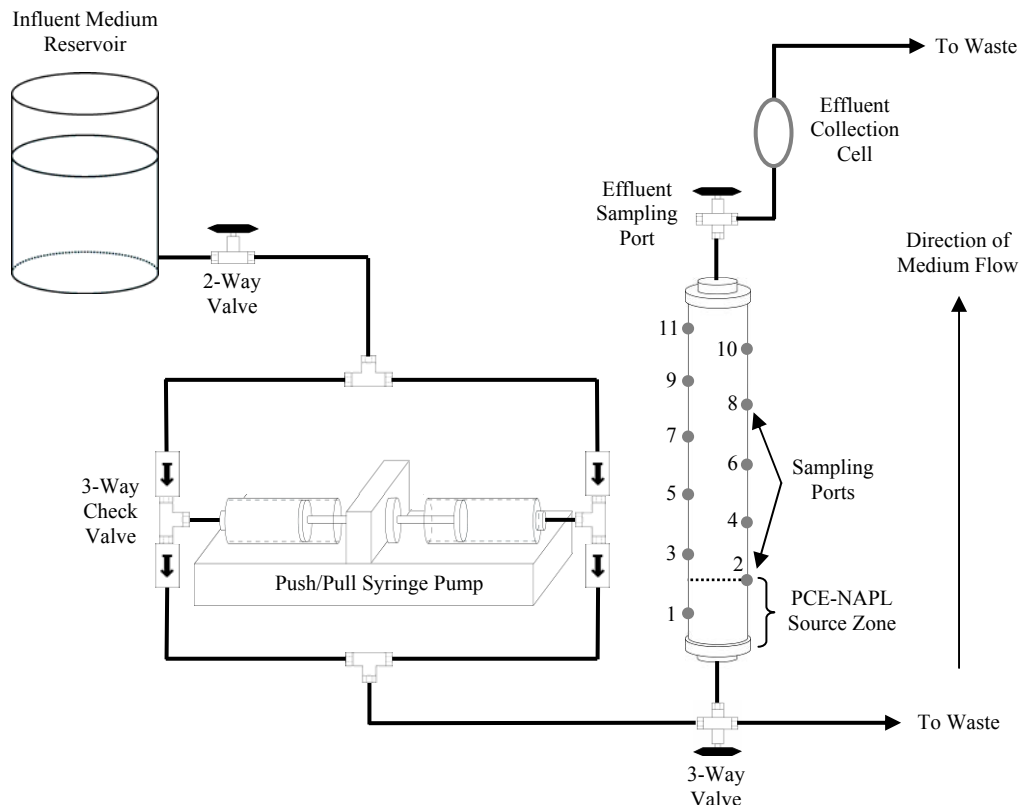 Influent Medium
Reservoir
To Waste
Effluent
Collection
Cell
Effluent
Sampling
Port
2-Way
Valve
Direction of
Medium Flow
11
10
9
8
7
6
5
4
3
2
1
Sampling
Ports
3-Way
Check
Valve
Push/Pull Syringe Pump
PCE-NAPL
Source Zone
To Waste
3-Way
Valve